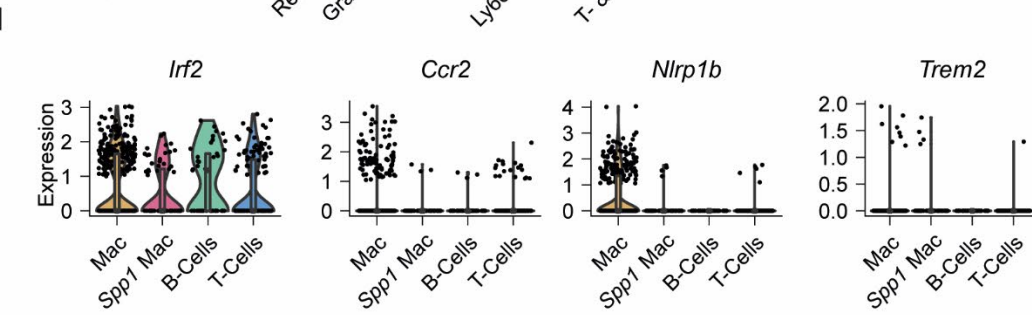 Irf2 Ccr2 Nlrp1b Trem2
Expression
3 2 1 0
3 2 1 0
4 3 2 1 0
2.0 1.5 1.0 0.5 0.0
Mac Spp1 Mac B-Cells T-Cells
Mac Spp1 Mac B-Cells T-Cells
Mac Spp1 Mac B-Cells T-Cells
Mac Spp1 Mac B-Cells T-Cells